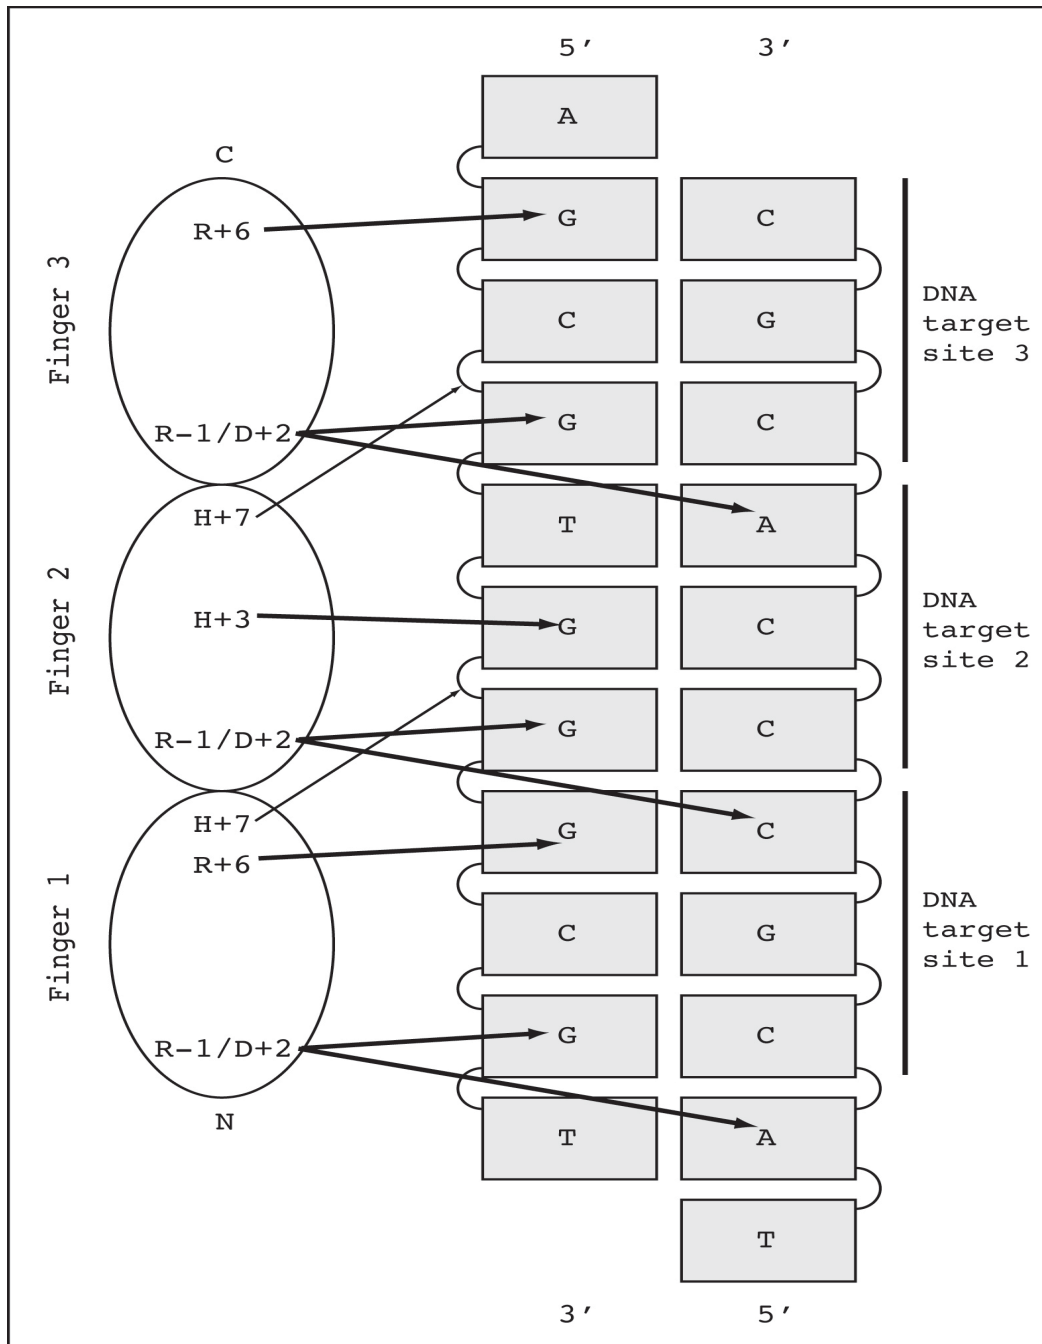 5′ 3′
A
C
R+6 G C
Finger 3
C G
DNA
target
site 3
R−1/D+2 G C
H+7 T A
Finger 2
H+3 G C
DNA
target
site 2
R−1/D+2 G C
H+7 G C
R+6
Finger 1
C G
DNA
target
site 1
R−1/D+2 G C
N T A
T
3′ 5′